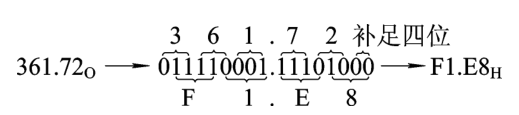 3 6 1 . 7 2 补足四位
361.72O → 011110001.11101000 → F1.E8H
F 1 . E 8